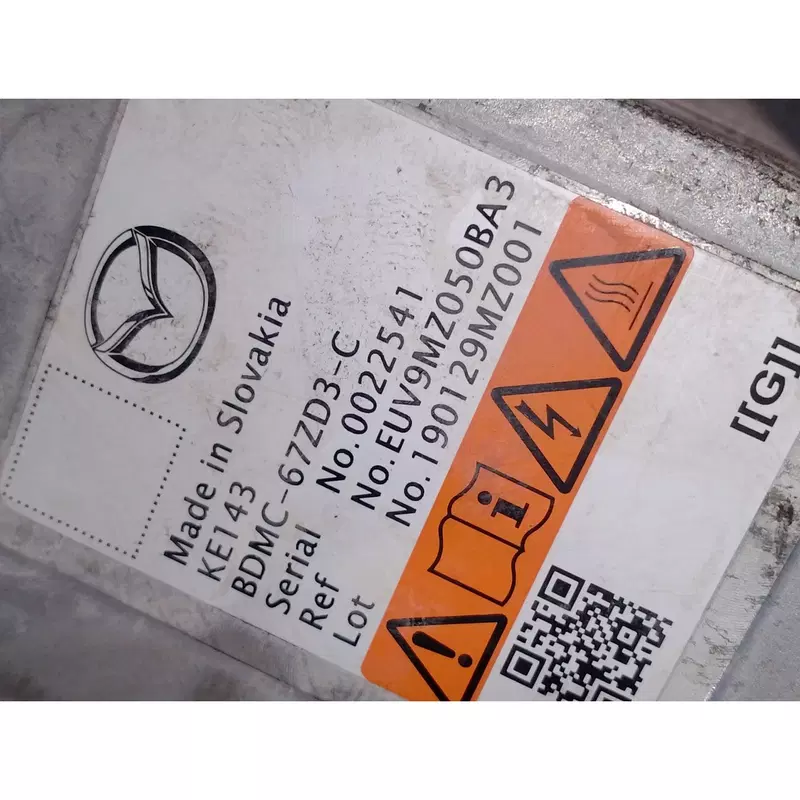 Made in Slovakia
KE143
BDMC-67ZD3-C
Serial No.0022541
Ref No.EUV9MZ050BA3
Lot No.190129MZ001
[[G]]